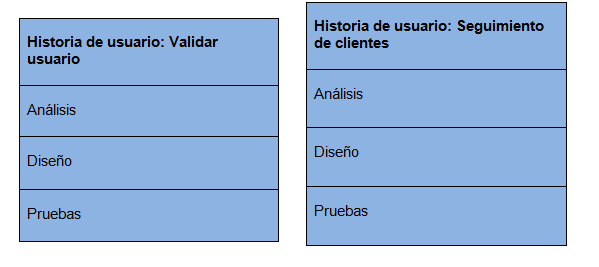 Historia de usuario: Validar
usuario
Análisis
Diseño
Pruebas
Historia de usuario: Seguimiento
de clientes
Análisis
Diseño
Pruebas